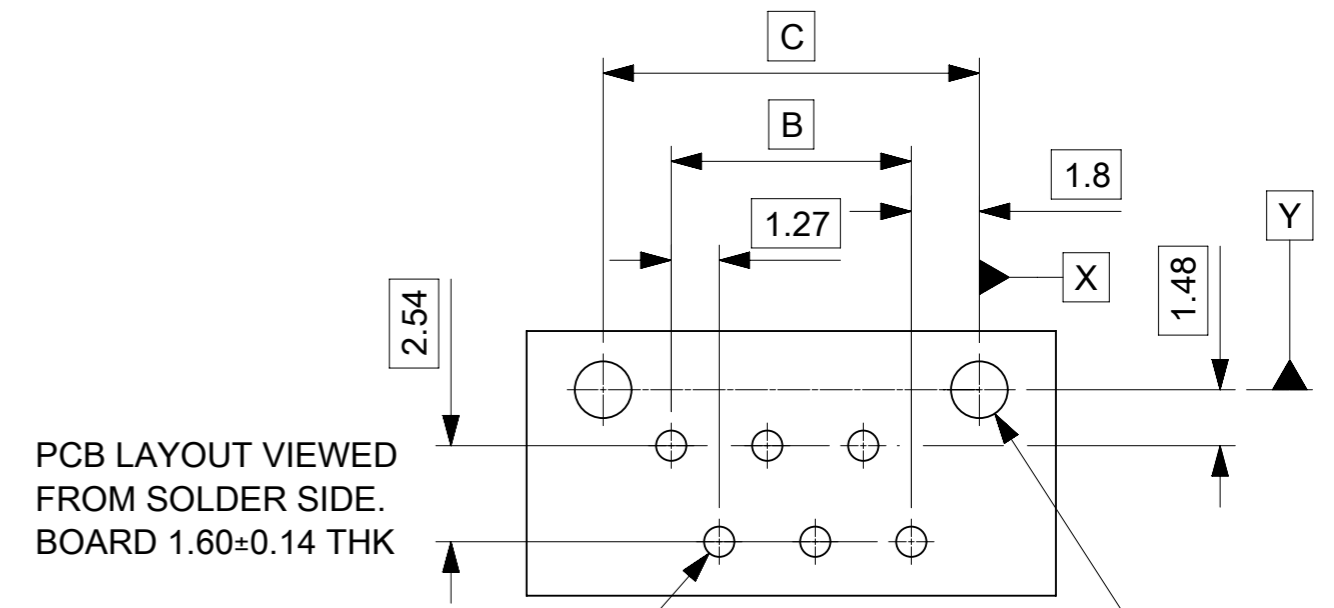 C
B
1.8
1.27
Y
X
1.48
2.54
PCB LAYOUT VIEWED
FROM SOLDER SIDE.
BOARD 1.60±0.14 THK